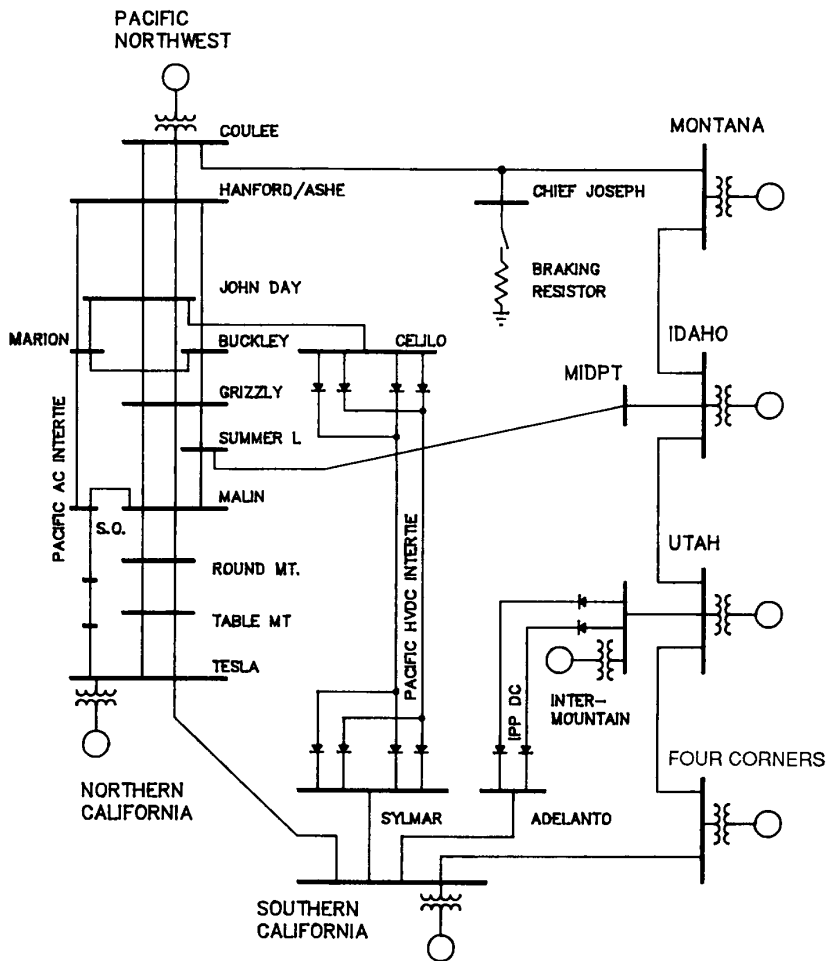 PACIFIC
NORTHWEST
COULEE
MONTANA
HANFORD/ASHE
CHIEF JOSEPH
BRAKING
RESISTOR
JOHN DAY
MARION
BUCKLEY
CELILO
IDAHO
MIDPT
GRIZZLY
SUMMER L
PACIFIC AC INTERTIE
MALIN
S.O.
PACIFIC HVDC INTERTIE
UTAH
ROUND MT.
TABLE MT
TESLA
IPP DC
INTER-
MOUNTAIN
FOUR CORNERS
NORTHERN
CALIFORNIA
SYLMAR
ADELANTO
SOUTHERN
CALIFORNIA